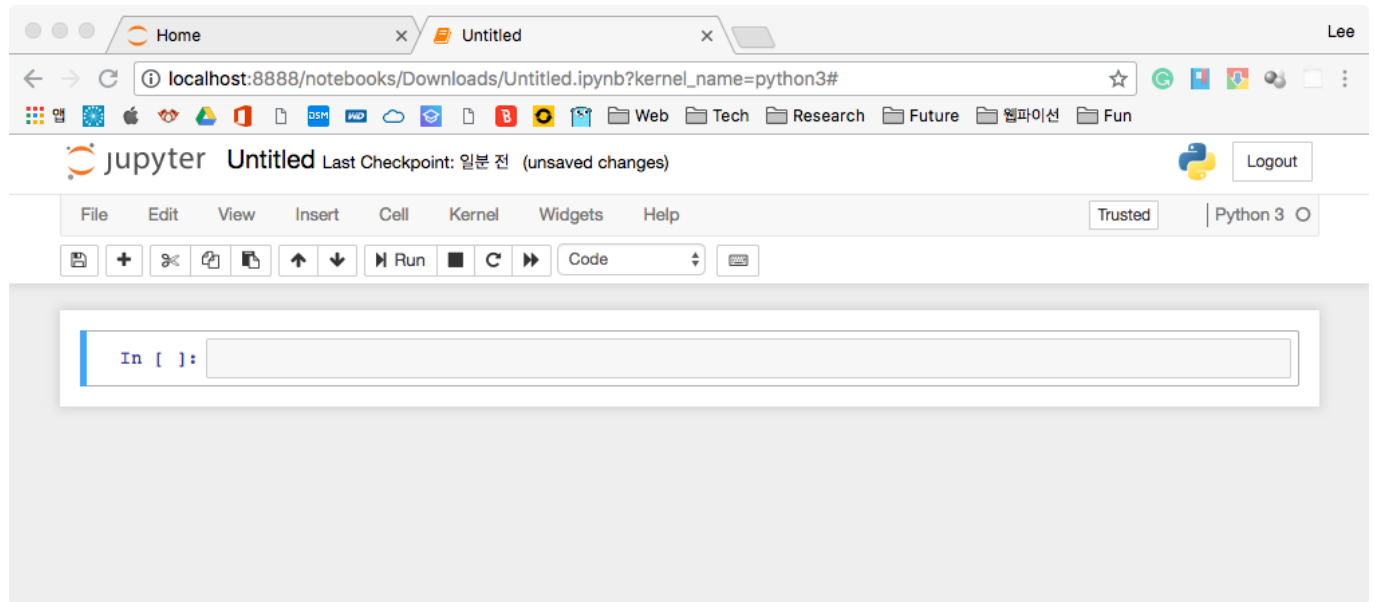 Home
Untitled
Lee
localhost:8888/notebooks/Downloads/Untitled.ipynb?kernel_name=python3#
앱 DSM WD B Web Tech Research Future 웹파이선 Fun
jupyter Untitled Last Checkpoint: 일분 전 (unsaved changes) Logout
File Edit View Insert Cell Kernel Widgets Help Trusted Python 3
Run Code
In [ ]: